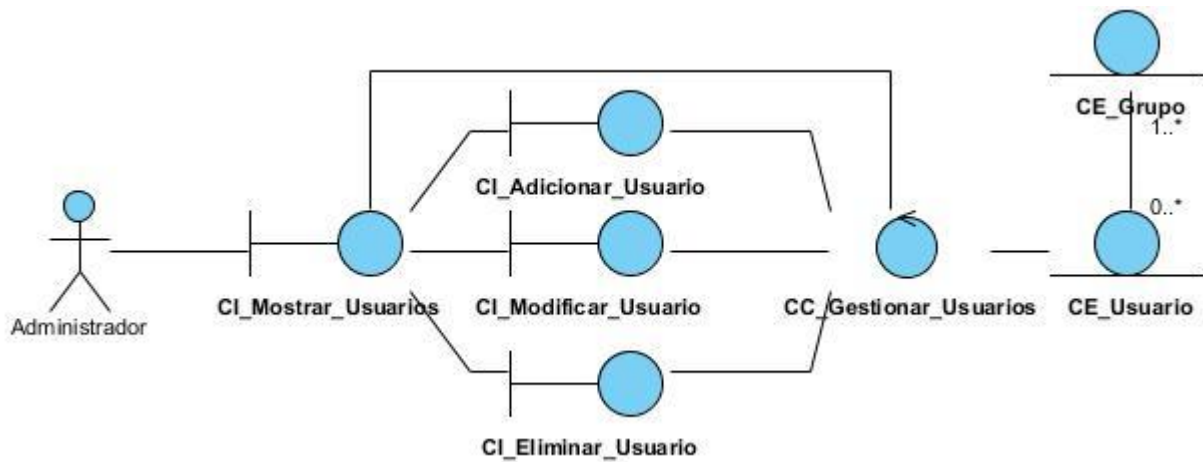 CE_Grupo
1..*
CI_Adicionar_Usuario
0..*
Administrador
CI_Mostrar_Usuarios
CI_Modificar_Usuario
CC_Gestionar_Usuarios
CE_Usuario
CI_Eliminar_Usuario